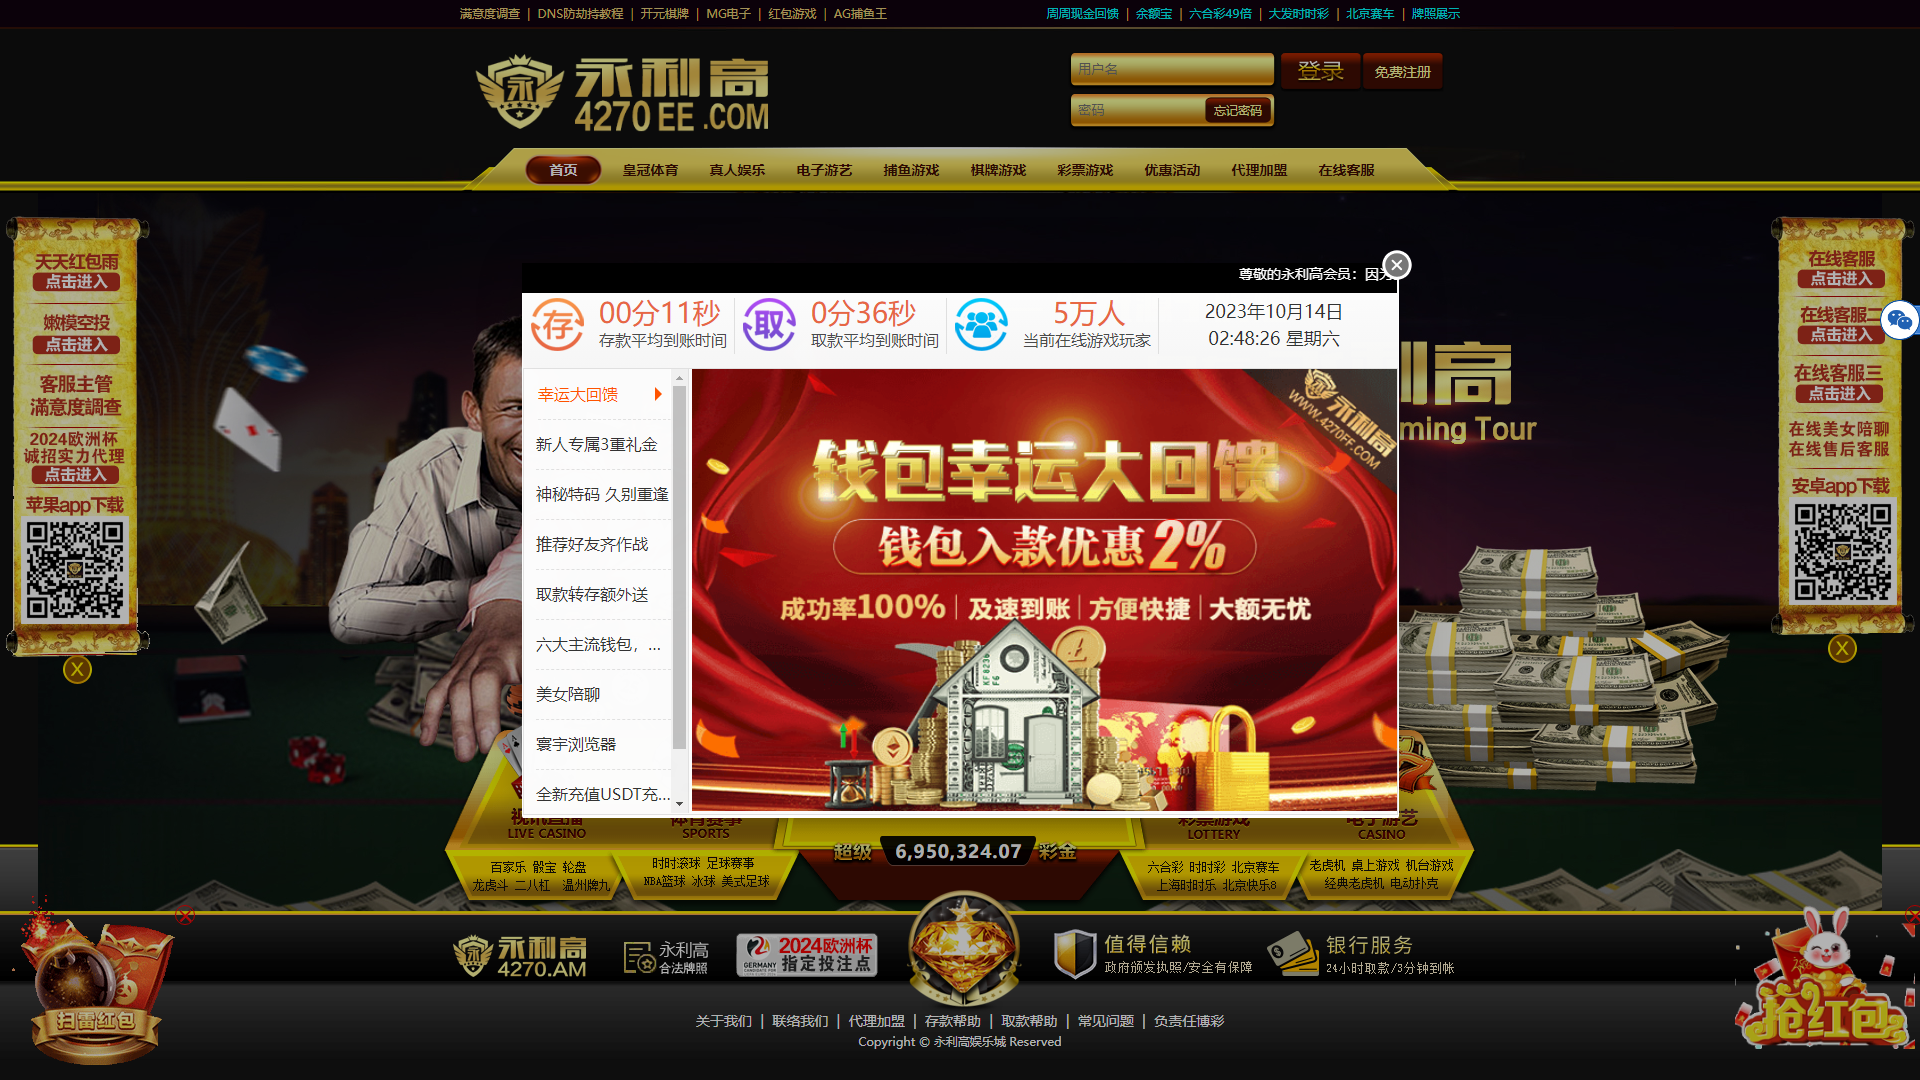 满意度调查 | DNS防劫持教程 | 开元棋牌 | MG电子 | 红包游戏 | AG捕鱼王
周周现金回馈 | 余额宝 | 六合彩49倍 | 大发时时彩 | 北京赛车 | 牌照展示
永利高
4270EE.COM
用户名
登录
免费注册
密码
忘记密码
首页 皇冠体育 真人娱乐 电子游艺 捕鱼游戏 棋牌游戏 彩票游戏 优惠活动 代理加盟 在线客服
天天红包雨
点击进入
嫩模空投
点击进入
客服主管
滿意度調查
2024欧洲杯
诚招实力代理
点击进入
苹果app下载
X
尊敬的永利高会员：因为
存
00分11秒
存款平均到账时间
取
0分36秒
取款平均到账时间
5万人
当前在线游戏玩家
2023年10月14日
02:48:26 星期六
幸运大回馈
新人专属3重礼金
神秘特码 久别重逢
推荐好友齐作战
取款转存额外送
六大主流钱包，...
美女陪聊
寰宇浏览器
全新充值USDT充...
永利高
WWW.4270EE.COM
钱包幸运大回馈
钱包入款优惠2%
成功率100% | 及速到账 | 方便快捷 | 大额无忧
利高
ming Tour
在线客服
点击进入
在线客服二
点击进入
在线客服三
点击进入
在线美女陪聊
在线售后客服
安卓app下载
X
视讯直播
LIVE CASINO
体育赛事
SPORTS
彩票游戏
LOTTERY
电子游艺
CASINO
百家乐 骰宝 轮盘
龙虎斗 二八杠 温州牌九
时时滚球 足球赛事
NBA篮球 冰球 美式足球
超级 6,950,324.07 彩金
六合彩 时时彩 北京赛车
上海时时乐 北京快乐8
老虎机 桌上游戏 机台游戏
经典老虎机 电动扑克
永利高
4270.AM
永利高
合法牌照
GERMANY
2024欧洲杯
指定投注点
值得信赖
政府颁发执照/安全有保障
银行服务
24小时取款/3分钟到帐
扫雷红包
抢红包
关于我们 | 联络我们 | 代理加盟 | 存款帮助 | 取款帮助 | 常见问题 | 负责任博彩
Copyright © 永利高娱乐城 Reserved